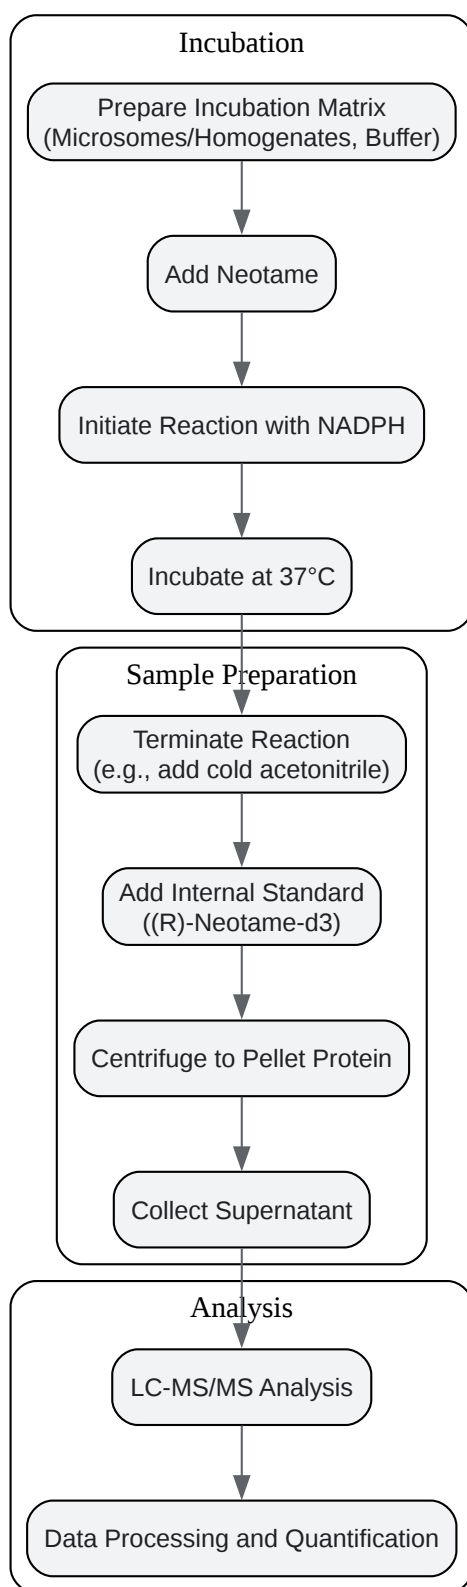 Incubation
Prepare Incubation Matrix
(Microsomes/Homogenates, Buffer)
Add Neotame
Initiate Reaction with NADPH
Incubate at 37°C
Sample Preparation
Terminate Reaction
(e.g., add cold acetonitrile)
Add Internal Standard
((R)-Neotame-d3)
Centrifuge to Pellet Protein
Collect Supernatant
Analysis
LC-MS/MS Analysis
Data Processing and Quantification